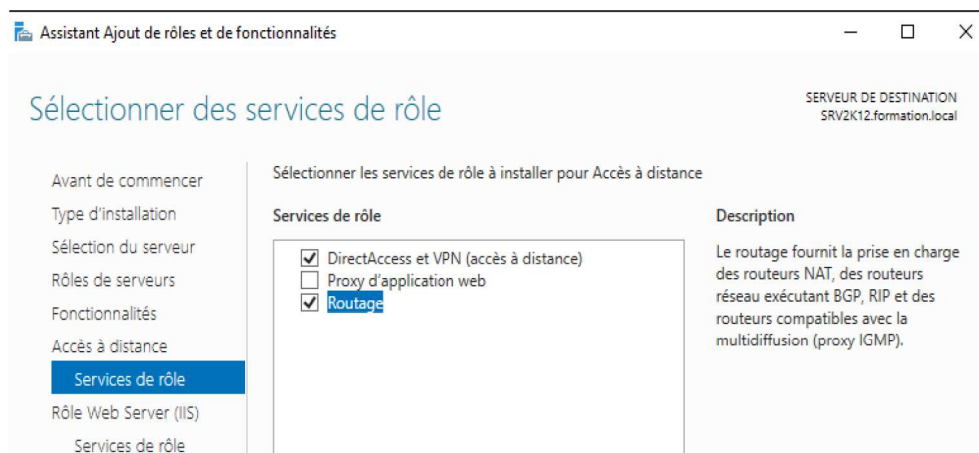 Assistant Ajout de rôles et de fonctionnalités
Sélectionner des services de rôle
SERVEUR DE DESTINATION
SRV2K12.formation.local
Avant de commencer
Type d'installation
Sélection du serveur
Rôles de serveurs
Fonctionnalités
Accès à distance
Services de rôle
Rôle Web Server (IIS)
Services de rôle
Sélectionner les services de rôle à installer pour Accès à distance
Services de rôle
DirectAccess et VPN (accès à distance)
Proxy d'application web
Routage
Description
Le routage fournit la prise en charge
des routeurs NAT, des routeurs
réseau exécutant BGP, RIP et des
routeurs compatibles avec la
multidiffusion (proxy IGMP).